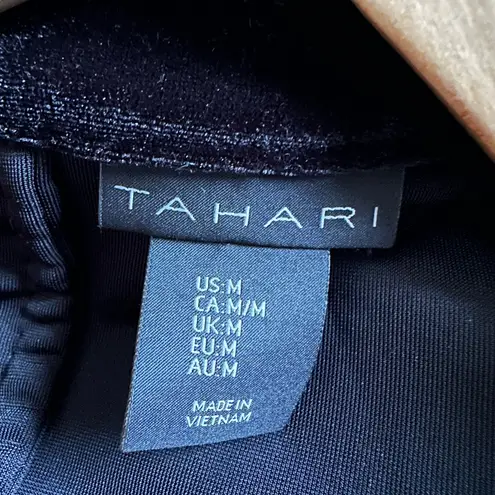 TAHARI
US:M
CA:M/M
UK:M
EU:M
AU:M
MADE IN
VIETNAM